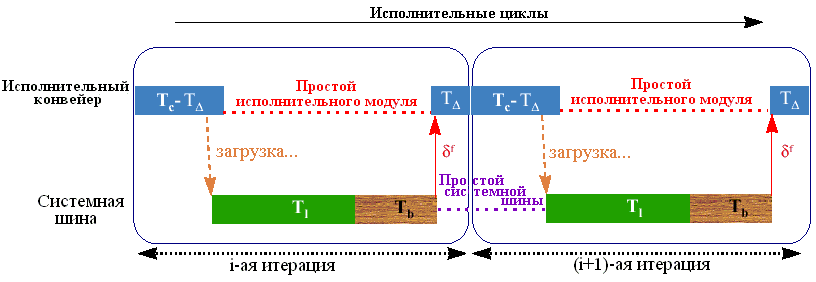 Исполнительные циклы
Исполнительный
конвейер
Tc- TΔ
Простой
исполнительного модуля
TΔ
Tc- TΔ
Простой
исполнительного модуля
TΔ
загрузка...
δf
загрузка...
δf
Системная
шина
Tl
Tb
Простой
системной
шины
Tl
Tb
i-ая итерация
(i+1)-ая итерация